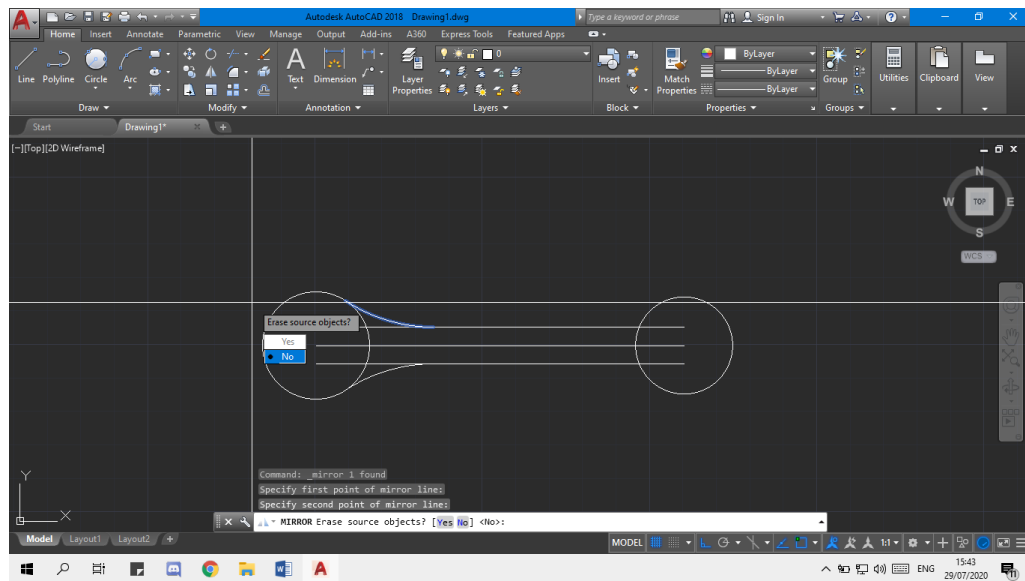 Autodesk AutoCAD 2018 Drawing1.dwg
Type a keyword or phrase
Sign In
Home Insert Annotate Parametric View Manage Output Add-ins A360 Express Tools Featured Apps
Line Polyline Circle Arc
Text Dimension
Layer Properties
0
Insert
Match Properties
ByLayer
ByLayer
ByLayer
Group
Utilities
Clipboard
View
Draw
Modify
Annotation
Layers
Block
Properties
Groups
Start
Drawing1*
[−][Top][2D Wireframe]
N
W TOP E
S
WCS
Erase source objects?
Yes
No
Command: _mirror 1 found
Specify first point of mirror line:
Specify second point of mirror line:
MIRROR Erase source objects? [Yes No] <No>:
Y
X
Model Layout1 Layout2
MODEL
1:1
ENG
15:43
29/07/2020